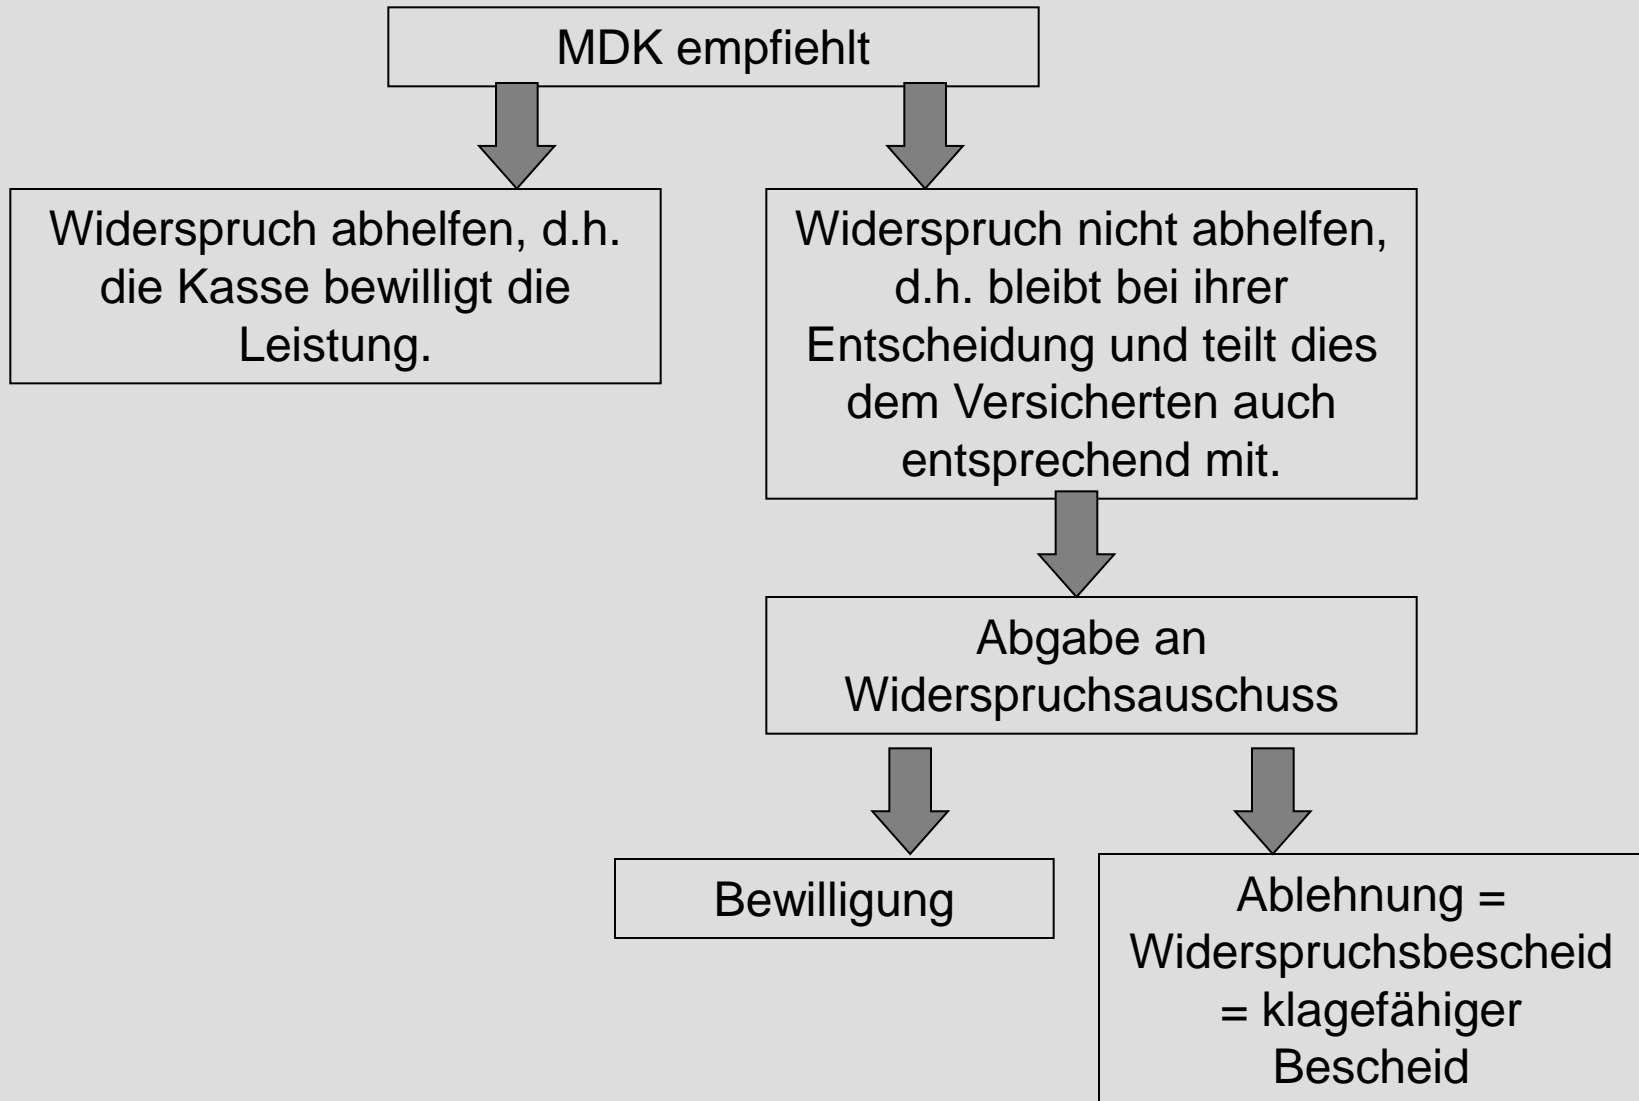 MDK empfiehlt
Widerspruch abhelfen, d.h.
die Kasse bewilligt die
Leistung.
Widerspruch nicht abhelfen,
d.h. bleibt bei ihrer
Entscheidung und teilt dies
dem Versicherten auch
entsprechend mit.
Abgabe an
Widerspruchsauschuss
Bewilligung
Ablehnung =
Widerspruchsbescheid
= klagefähiger
Bescheid